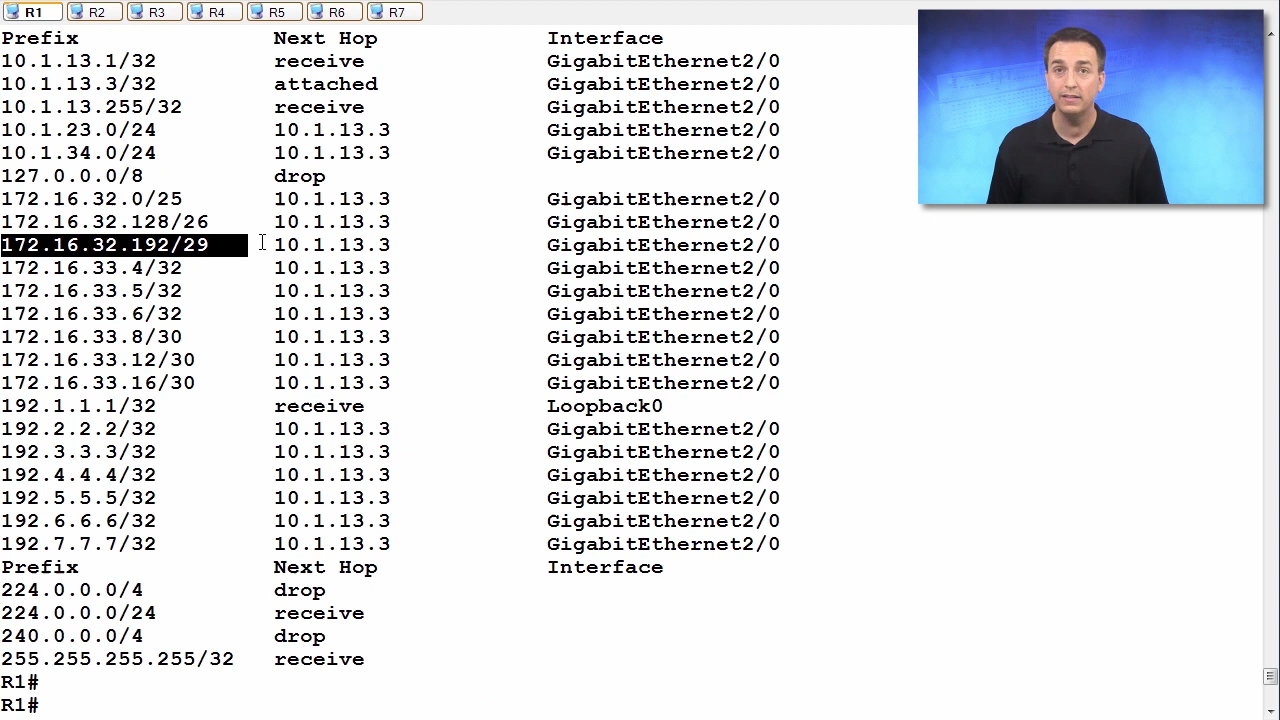 R1 R2 R3 R4 R5 R6 R7
Prefix Next Hop Interface
10.1.13.1/32 receive GigabitEthernet2/0
10.1.13.3/32 attached GigabitEthernet2/0
10.1.13.255/32 receive GigabitEthernet2/0
10.1.23.0/24 10.1.13.3 GigabitEthernet2/0
10.1.34.0/24 10.1.13.3 GigabitEthernet2/0
127.0.0.0/8 drop
172.16.32.0/25 10.1.13.3 GigabitEthernet2/0
172.16.32.128/26 10.1.13.3 GigabitEthernet2/0
172.16.32.192/29 10.1.13.3 GigabitEthernet2/0
172.16.33.4/32 10.1.13.3 GigabitEthernet2/0
172.16.33.5/32 10.1.13.3 GigabitEthernet2/0
172.16.33.6/32 10.1.13.3 GigabitEthernet2/0
172.16.33.8/30 10.1.13.3 GigabitEthernet2/0
172.16.33.12/30 10.1.13.3 GigabitEthernet2/0
172.16.33.16/30 10.1.13.3 GigabitEthernet2/0
192.1.1.1/32 receive Loopback0
192.2.2.2/32 10.1.13.3 GigabitEthernet2/0
192.3.3.3/32 10.1.13.3 GigabitEthernet2/0
192.4.4.4/32 10.1.13.3 GigabitEthernet2/0
192.5.5.5/32 10.1.13.3 GigabitEthernet2/0
192.6.6.6/32 10.1.13.3 GigabitEthernet2/0
192.7.7.7/32 10.1.13.3 GigabitEthernet2/0
Prefix Next Hop Interface
224.0.0.0/4 drop
224.0.0.0/24 receive
240.0.0.0/4 drop
255.255.255.255/32 receive
R1#
R1#